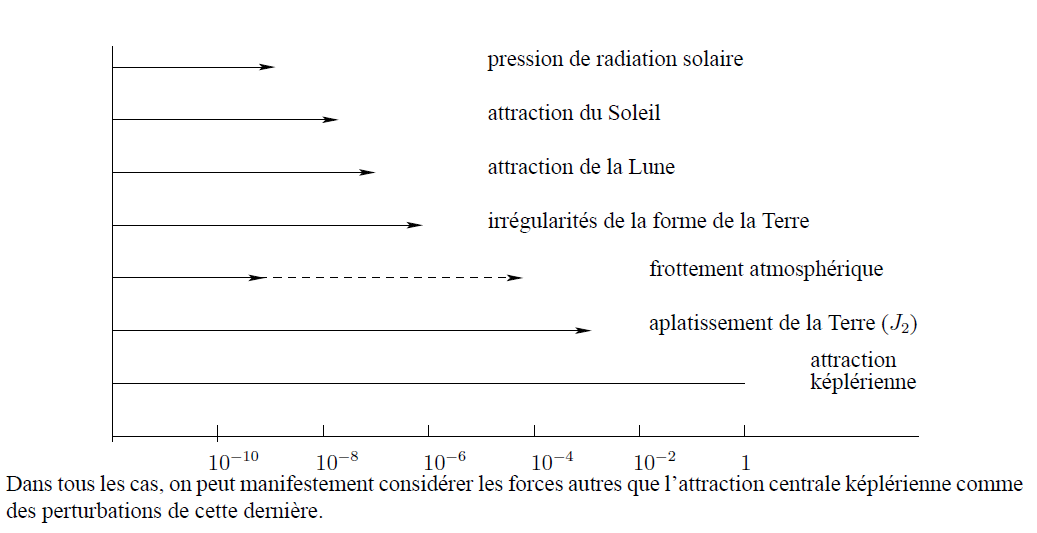 pression de radiation solaire
attraction du Soleil
attraction de la Lune
irrégularités de la forme de la Terre
frottement atmosphérique
aplatissement de la Terre (J₂)
attraction
képlérienne
10⁻¹⁰ 10⁻⁸ 10⁻⁶ 10⁻⁴ 10⁻² 1
Dans tous les cas, on peut manifestement considérer les forces autres que l'attraction centrale képlérienne comme
des perturbations de cette dernière.